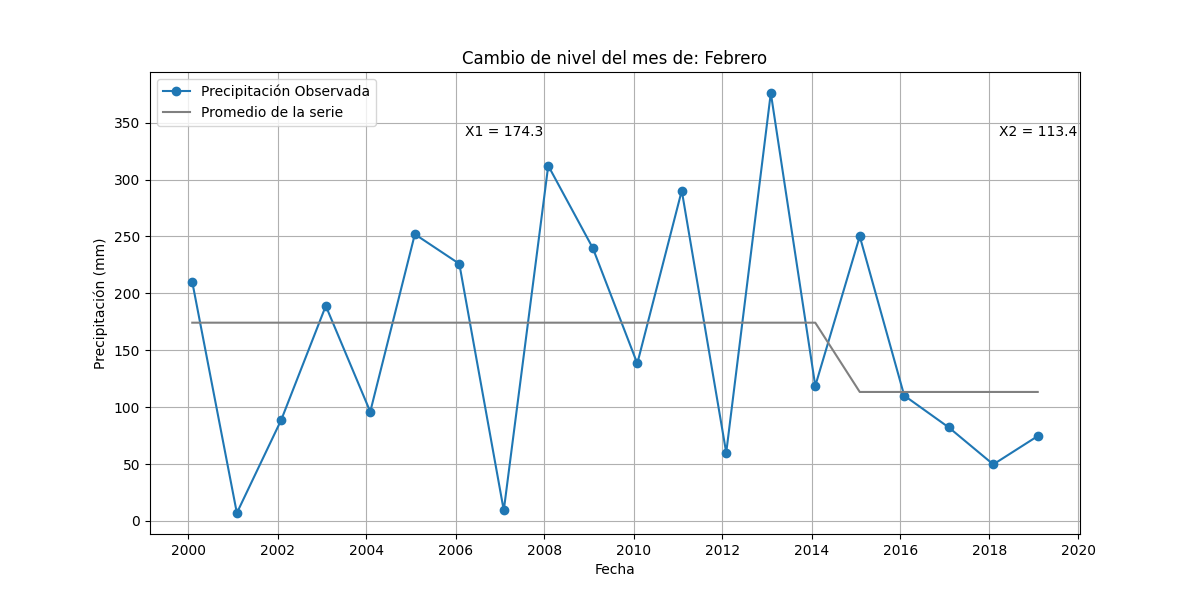 Cambio de nivel del mes de: Febrero
Precipitación Observada
Promedio de la serie
X1 = 174.3
X2 = 113.4
Precipitación (mm)
350
300
250
200
150
100
50
0
2000 2002 2004 2006 2008 2010 2012 2014 2016 2018 2020
Fecha